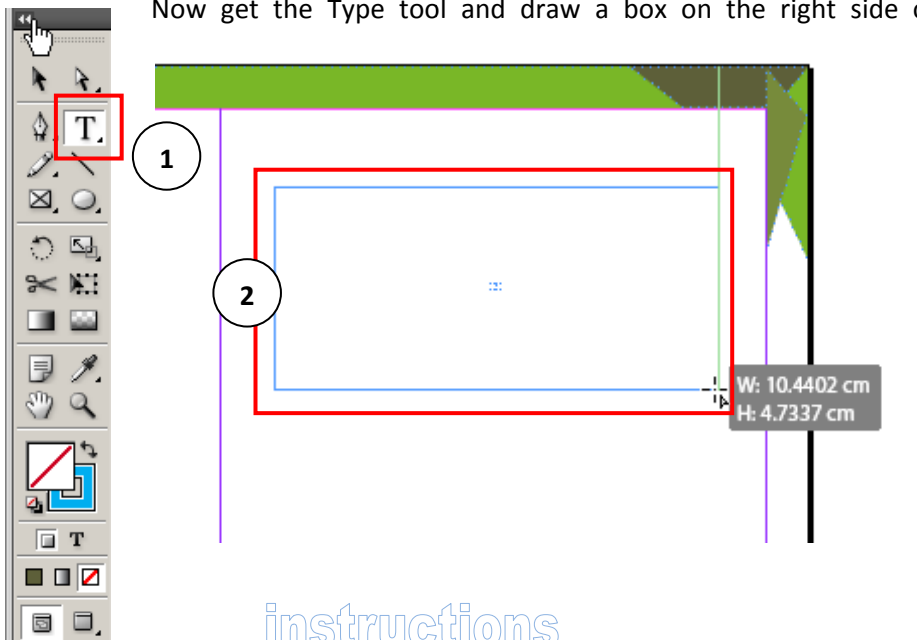 Now get the Type tool and draw a box on the right side
T
1
2
W: 10.4402 cm
H: 4.7337 cm
T
instructions